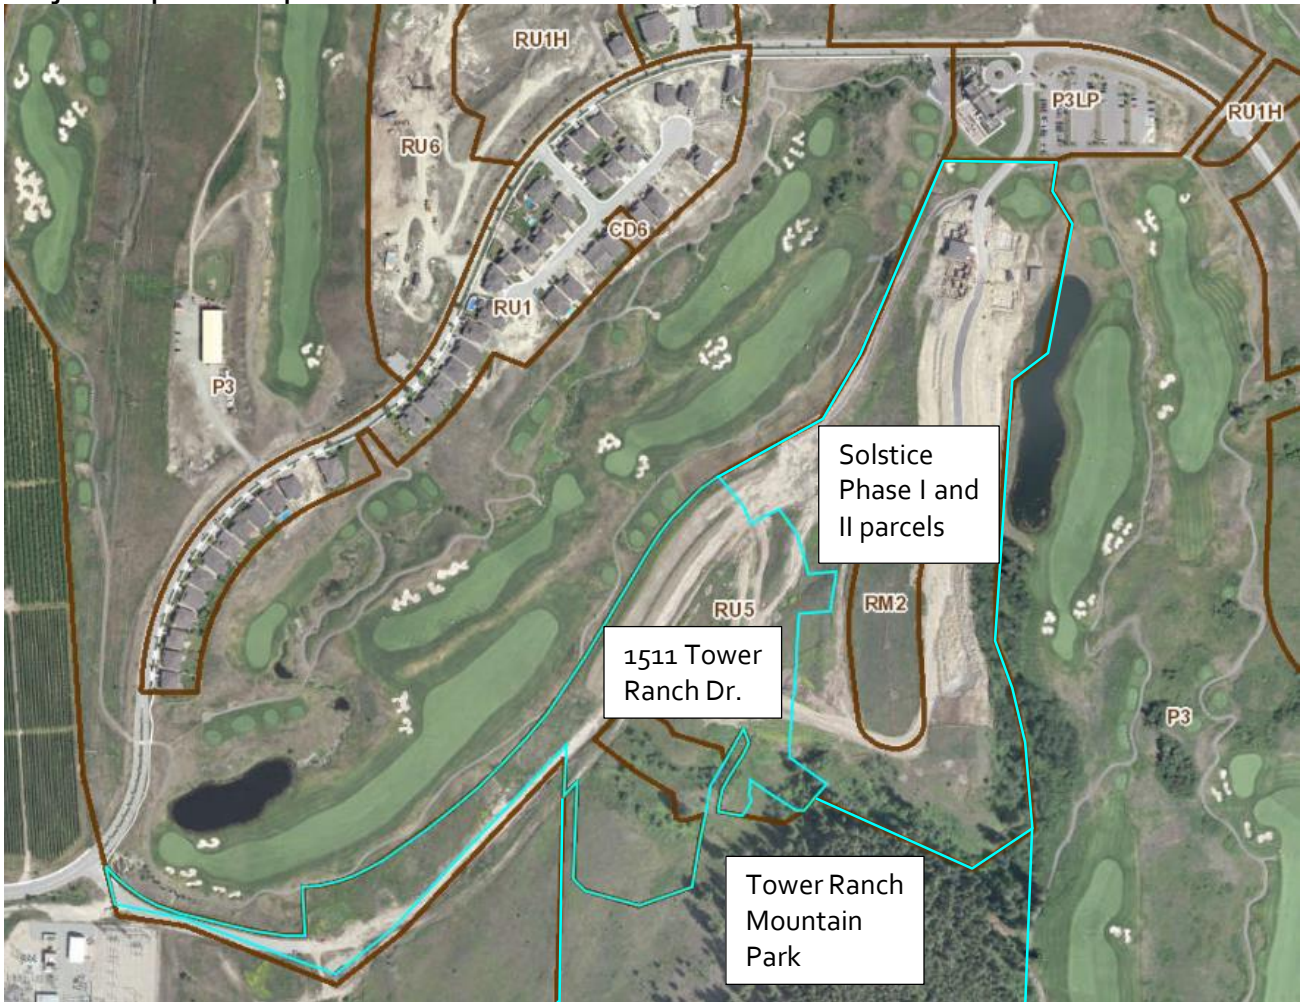 RU1H
P3LP
RU1H
RU6
CD6
RU1
P3
Solstice
Phase I and
II parcels
RU5
RM2
1511 Tower
Ranch Dr.
P3
Tower Ranch
Mountain
Park